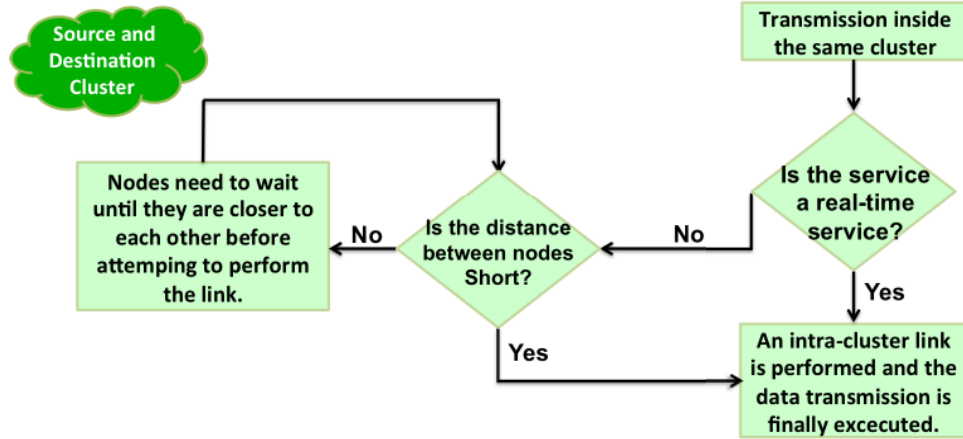 Source and
Destination
Cluster
Transmission inside
the same cluster
Is the service
a real-time
service?
No
Yes
Is the distance
between nodes
Short?
No
Yes
Nodes need to wait
until they are closer to
each other before
attemping to perform
the link.
An intra-cluster link
is performed and the
data transmission is
finally excecuted.